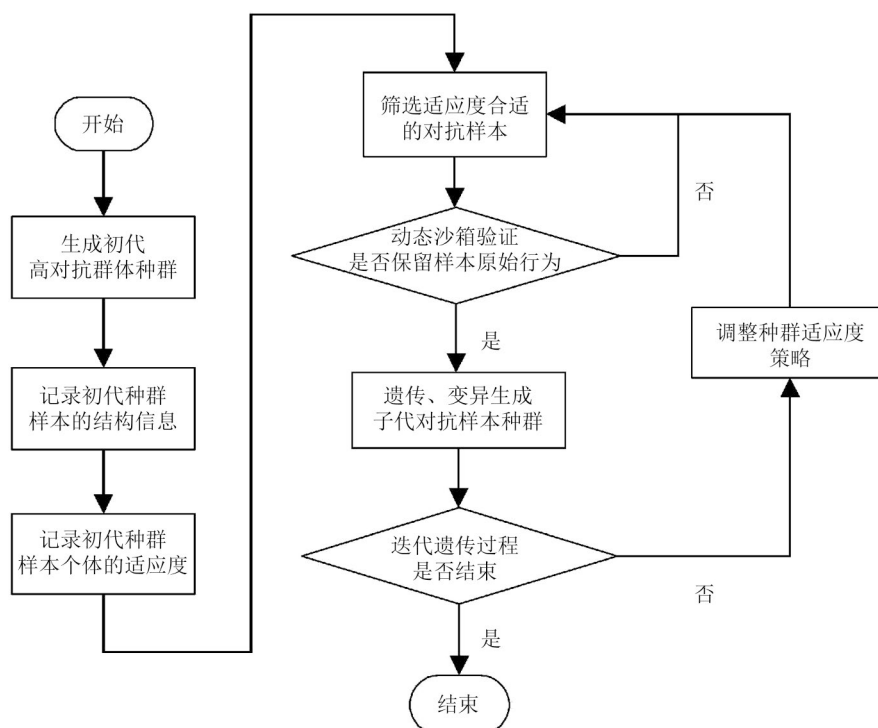 开始
生成初代
高对抗群体种群
记录初代种群
样本的结构信息
记录初代种群
样本个体的适应度
筛选适应度合适
的对抗样本
动态沙箱验证
是否保留样本原始行为
否
是
遗传、变异生成
子代对抗样本种群
调整种群适应度
策略
迭代遗传过程
是否结束
否
是
结束